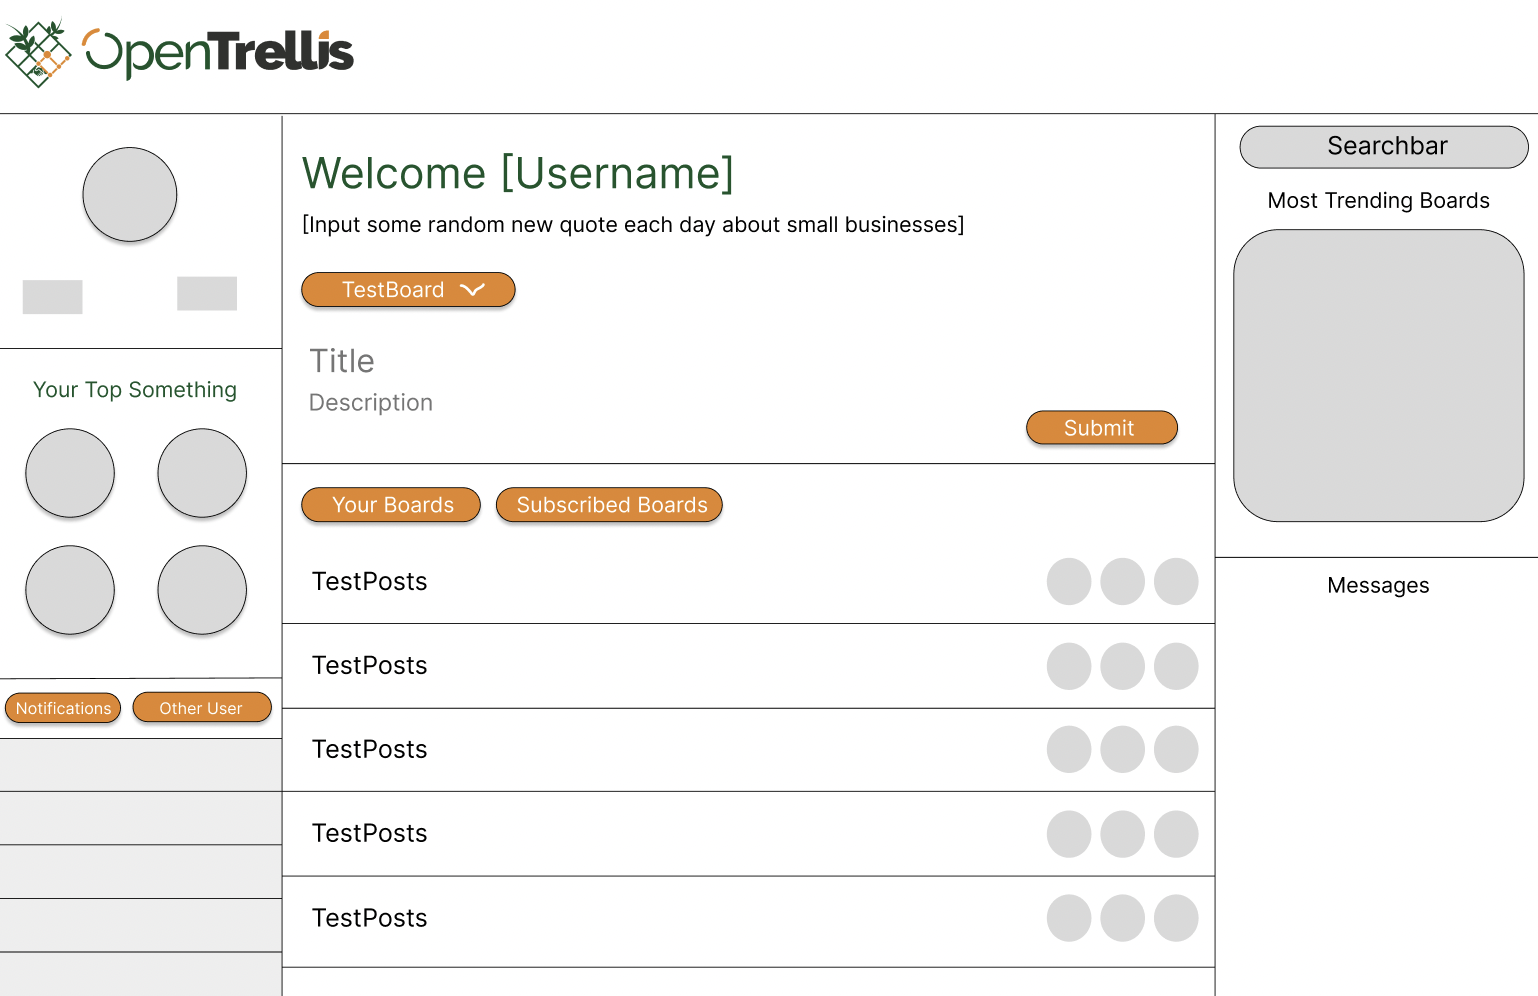 OpenTrellis
Welcome [Username]
[Input some random new quote each day about small businesses]
TestBoard
Title
Description
Submit
Your Top Something
Notifications
Other User
Your Boards
Subscribed Boards
TestPosts
TestPosts
TestPosts
TestPosts
TestPosts
Searchbar
Most Trending Boards
Messages